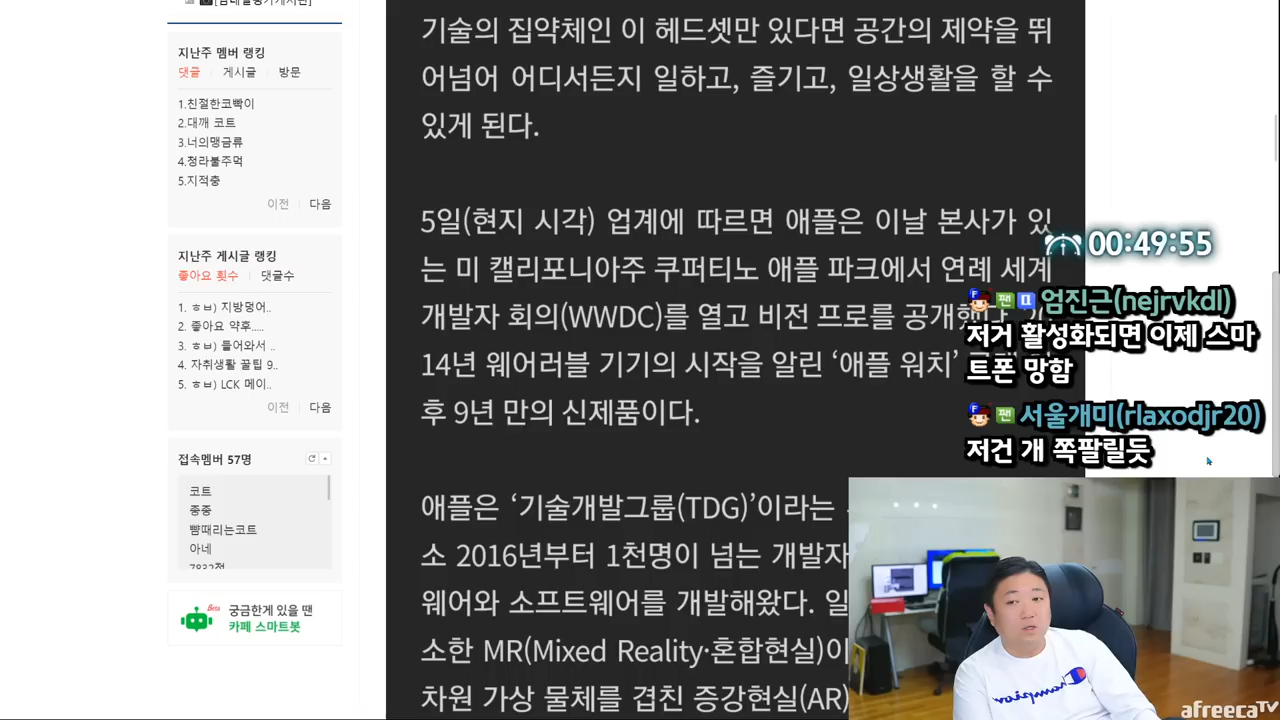 지난주 멤버 랭킹
댓글 게시글 방문
1.친절한코빡이
2.대깨 코트
3.너의맹금류
4.청라불주먹
5.지적충
이전 다음
지난주 게시글 랭킹
좋아요 횟수 댓글수
1. ㅎㅂ) 지방덩어..
2. 좋아요 약후.....
3. ㅎㅂ) 들어와서 ..
4. 자취생활 꿀팁 9..
5. ㅎㅂ) LCK 메이..
이전 다음
접속멤버 57명
코트
종종
뺨때리는코트
아네
Beta
궁금한게 있을 땐
카페 스마트봇
기술의 집약체인 이 헤드셋만 있다면 공간의 제약을 뛰
어넘어 어디서든지 일하고, 즐기고, 일상생활을 할 수
있게 된다.
5일(현지 시각) 업계에 따르면 애플은 이날 본사가 있
는 미 캘리포니아주 쿠퍼티노 애플 파크에서 연례 세계
개발자 회의(WWDC)를 열고 비전 프로를 공개했다.
14년 웨어러블 기기의 시작을 알린 ‘애플 워치’
후 9년 만의 신제품이다.
애플은 ‘기술개발그룹(TDG)’이라는
소 2016년부터 1천명이 넘는 개발자
웨어와 소프트웨어를 개발해왔다. 일
소한 MR(Mixed Reality·혼합현실)이
차원 가상 물체를 겹친 증강현실(AR)
00:49:55
F 팬 엄진근(nejrvkdl)
저거 활성화되면 이제 스마
트폰 망함
F 팬 서울개미(rlaxodjr20)
저건 개 쪽팔릴듯
Champion
afreecaTV